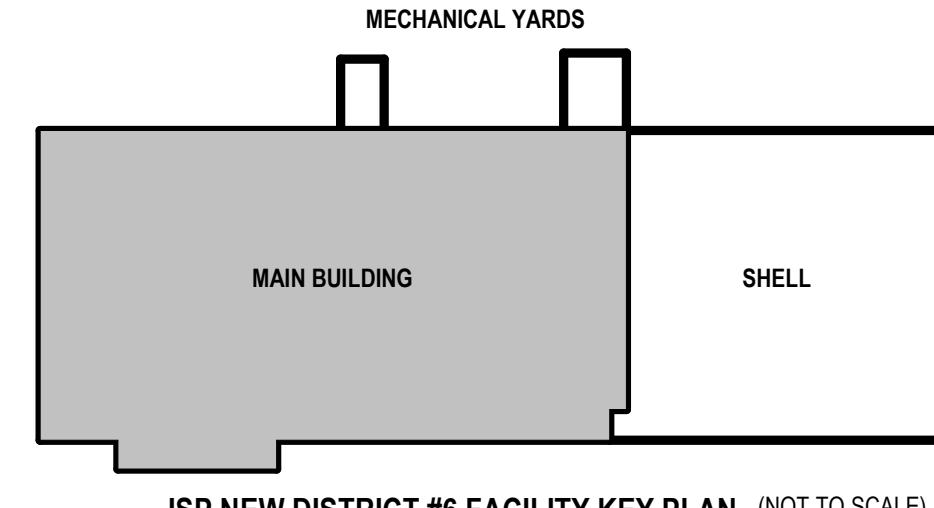 MECHANICAL YARDS
MAIN BUILDING
SHELL
ISP NEW DISTRICT #6 FACILITY KEY PLAN (NOT TO SCALE)